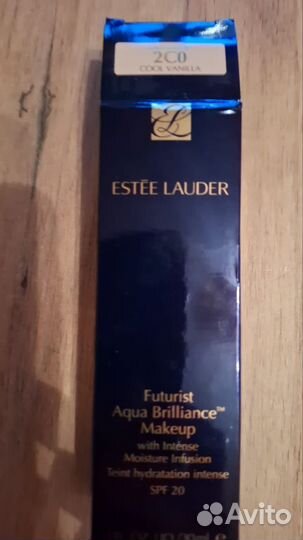 2C0
COOL VANILLA
EL
ESTĒE LAUDER
Futurist
Aqua Brilliance™
Makeup
with Intense
Moisture Infusion
Teint hydratation intense
SPF 20
Avito